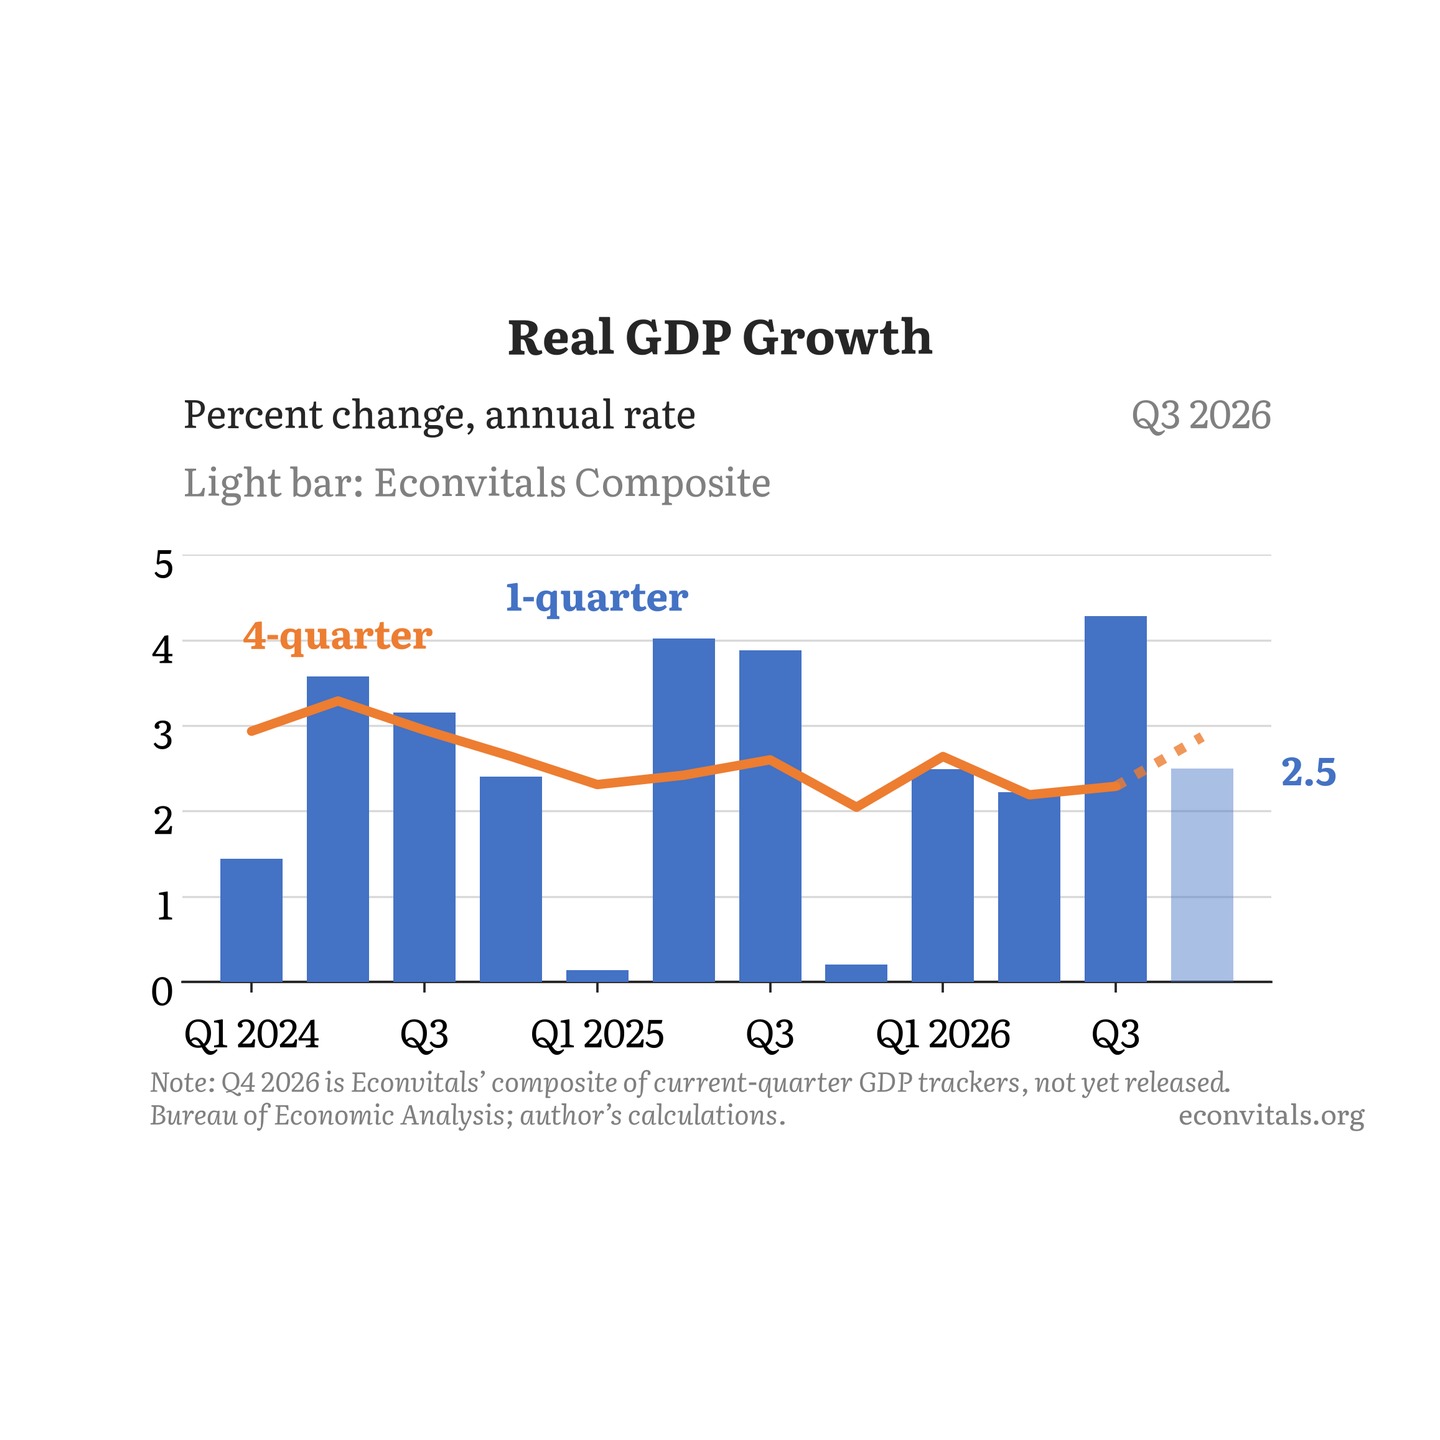 Real GDP Growth
Percent change, annual rate Q3 2026
Light bar: Econvitals Composite
5
1-quarter
4-quarter
4
3
2.5
2
1
0
Q1 2024 Q3 Q1 2025 Q3 Q1 2026 Q3
Note: Q4 2026 is Econvitals’ composite of current-quarter GDP trackers, not yet released.
Bureau of Economic Analysis; author’s calculations. econvitals.org